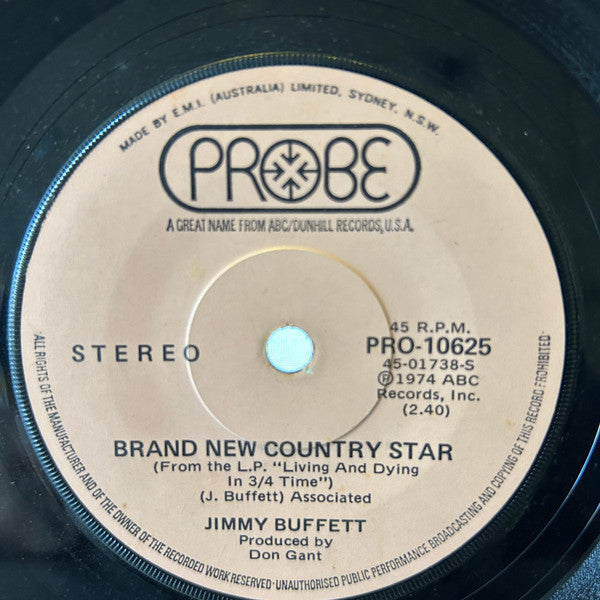 MADE BY E.M.I. (AUSTRALIA) LIMITED, SYDNEY, N.S.W.
PROBE
A GREAT NAME FROM ABC/DUNHILL RECORDS, U.S.A.
STEREO
45 R.P.M.
PRO-10625
45-01738-S
Ⓟ1974 ABC
Records, Inc.
(2.40)
BRAND NEW COUNTRY STAR
(From the L.P. "Living And Dying
In 3/4 Time")
(J. Buffett) Associated
JIMMY BUFFETT
Produced by
Don Gant
·ALL RIGHTS OF THE MANUFACTURER AND OF THE OWNER OF THE RECORDED WORK RESERVED·UNAUTHORISED PUBLIC PERFORMANCE BROADCASTING AND COPYING OF THIS RECORD PROHIBITED·